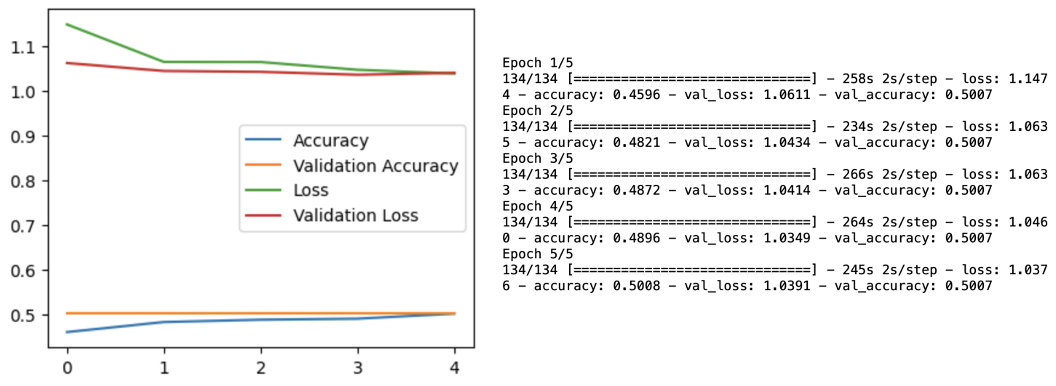 1.1
1.0
0.9
0.8
0.7
0.6
0.5
0 1 2 3 4
Accuracy
Validation Accuracy
Loss
Validation Loss
Epoch 1/5
134/134 [==============================] - 258s 2s/step - loss: 1.147
4 - accuracy: 0.4596 - val_loss: 1.0611 - val_accuracy: 0.5007
Epoch 2/5
134/134 [==============================] - 234s 2s/step - loss: 1.063
5 - accuracy: 0.4821 - val_loss: 1.0434 - val_accuracy: 0.5007
Epoch 3/5
134/134 [==============================] - 266s 2s/step - loss: 1.063
3 - accuracy: 0.4872 - val_loss: 1.0414 - val_accuracy: 0.5007
Epoch 4/5
134/134 [==============================] - 264s 2s/step - loss: 1.046
0 - accuracy: 0.4896 - val_loss: 1.0349 - val_accuracy: 0.5007
Epoch 5/5
134/134 [==============================] - 245s 2s/step - loss: 1.037
6 - accuracy: 0.5008 - val_loss: 1.0391 - val_accuracy: 0.5007